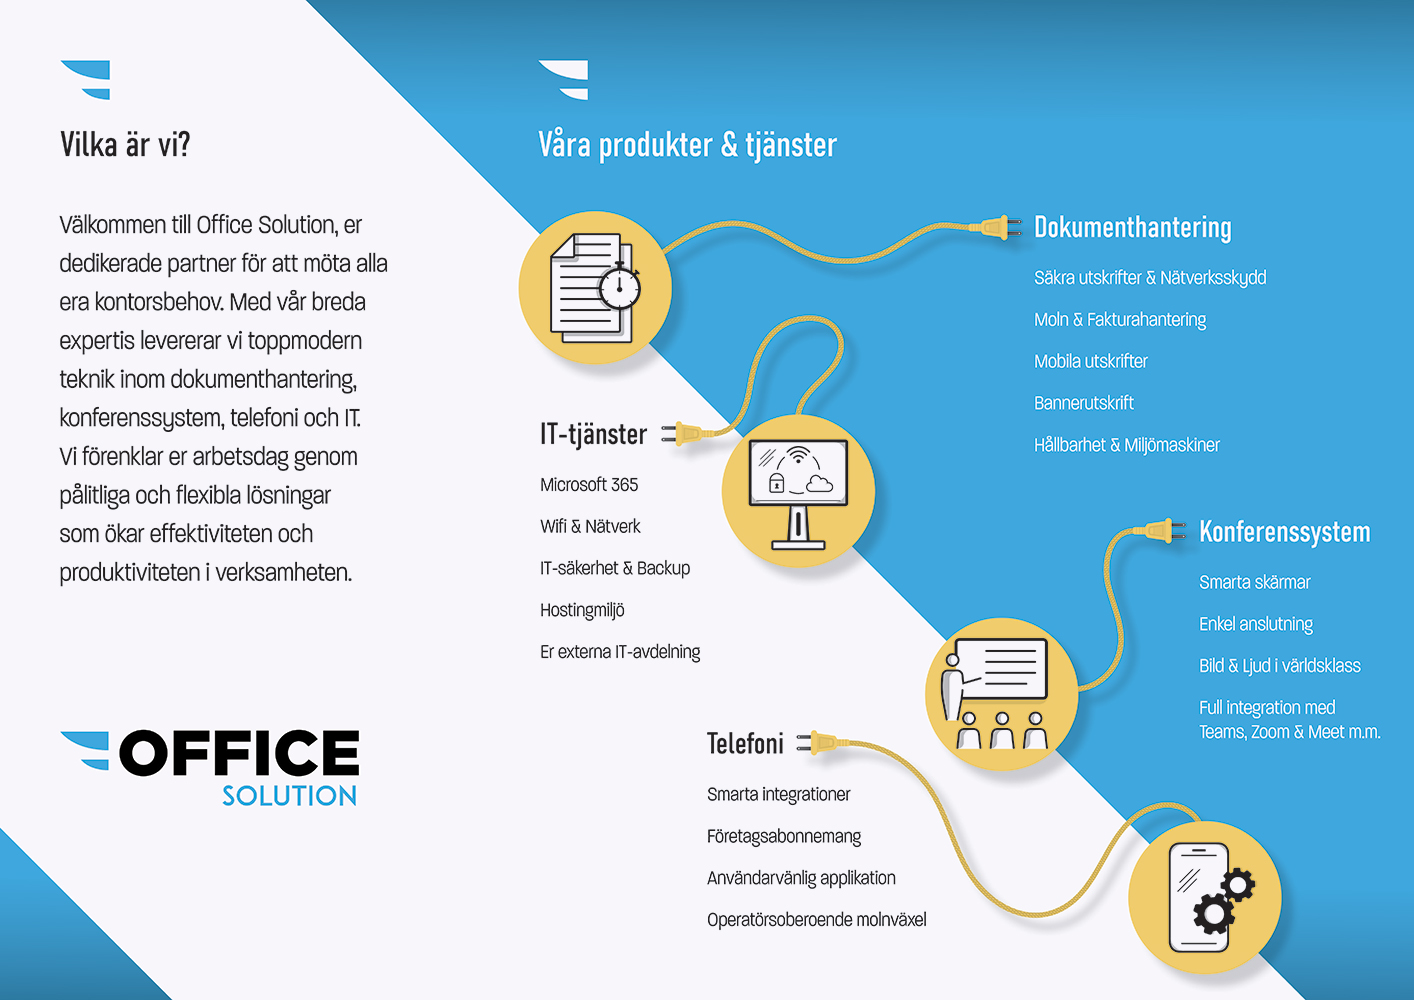 Vilka är vi?
Välkommen till Office Solution, er
dedikerade partner för att möta alla
era kontorsbehov. Med vår breda
expertis levererar vi toppmodern
teknik inom dokumenthantering,
konferenssystem, telefoni och IT.
Vi förenklar er arbetsdag genom
pålitliga och flexibla lösningar
som ökar effektiviteten och
produktiviteten i verksamheten.
OFFICE
SOLUTION
Våra produkter & tjänster
Dokumenthantering
Säkra utskrifter & Nätverksskydd
Moln & Fakturahantering
Mobila utskrifter
Bannerutskrift
Hållbarhet & Miljömaskiner
IT-tjänster
Microsoft 365
Wifi & Nätverk
IT-säkerhet & Backup
Hostingmiljö
Er externa IT-avdelning
Konferenssystem
Smarta skärmar
Enkel anslutning
Bild & Ljud i världsklass
Full integration med
Teams, Zoom & Meet m.m.
Telefoni
Smarta integrationer
Företagsabonnemang
Användarvänlig applikation
Operatörsoberoende molnväxel